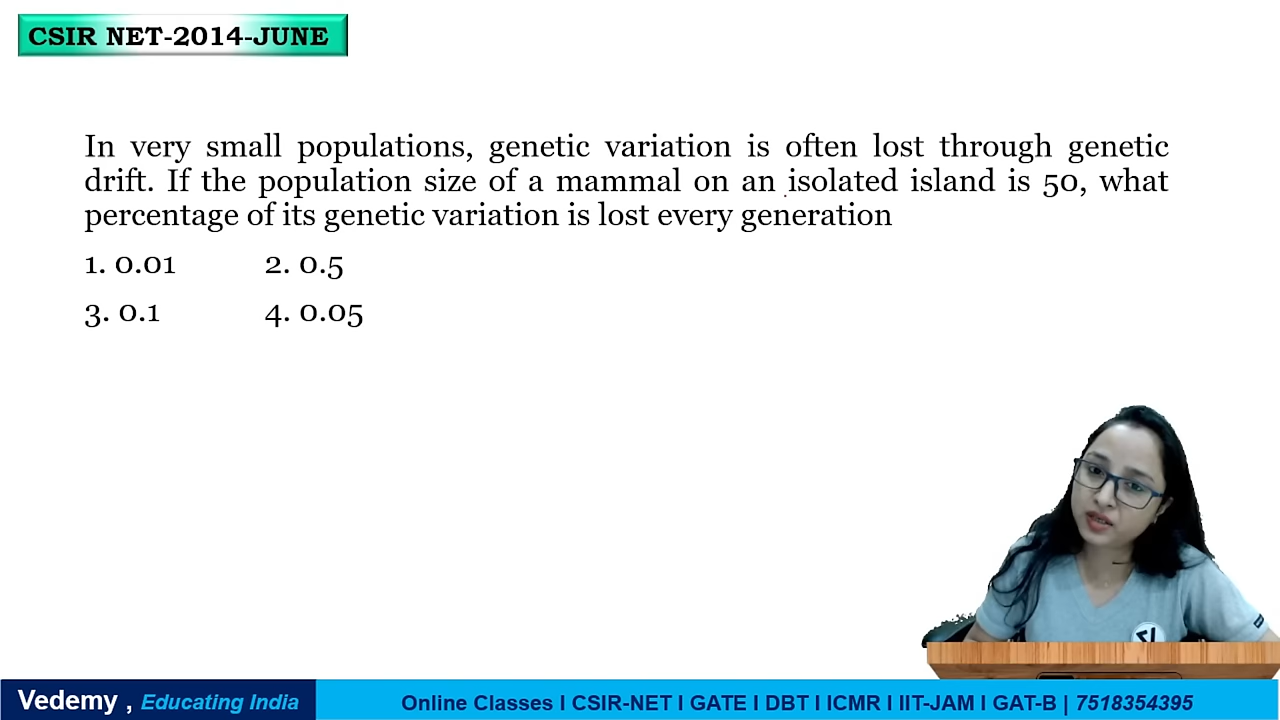 CSIR NET-2014-JUNE
In very small populations, genetic variation is often lost through genetic
drift. If the population size of a mammal on an isolated island is 50, what
percentage of its genetic variation is lost every generation
1. 0.01 2. 0.5
3. 0.1 4. 0.05
Vedemy , Educating India Online Classes I CSIR-NET I GATE I DBT I ICMR I IIT-JAM I GAT-B | 7518354395